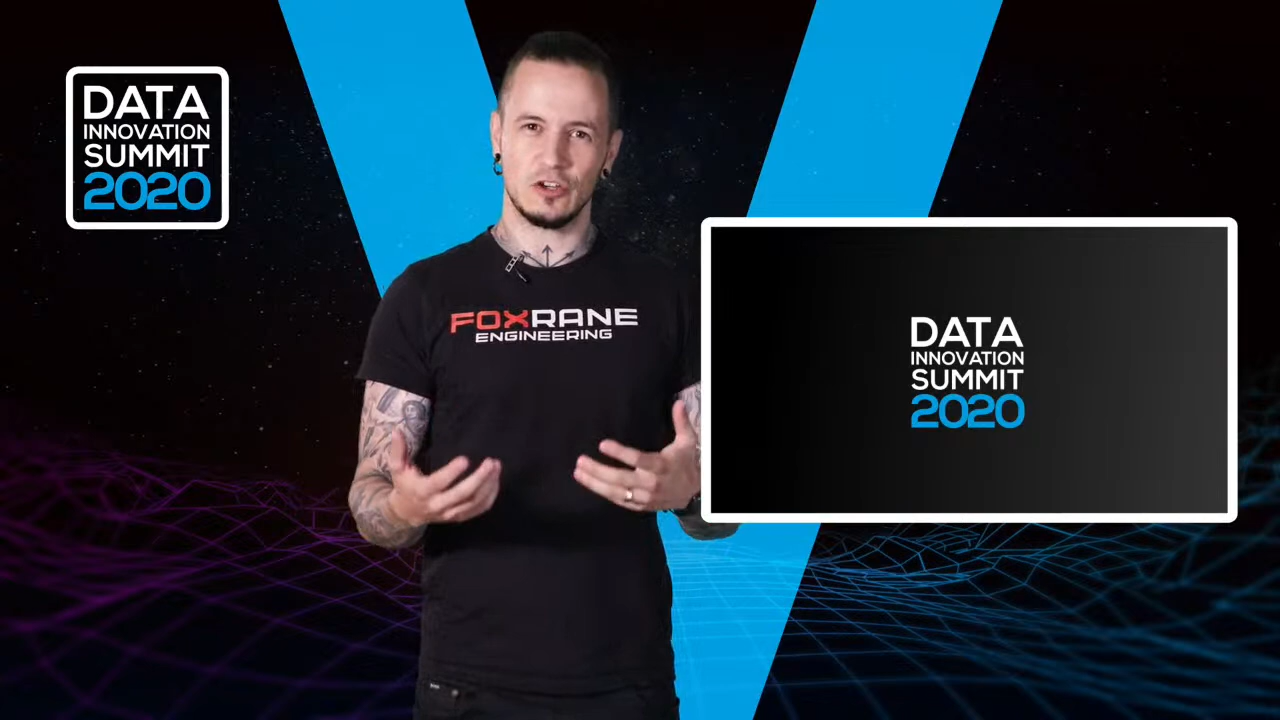 DATA
INNOVATION
SUMMIT
2020
FOXRANE
ENGINEERING
DATA
INNOVATION
SUMMIT
2020